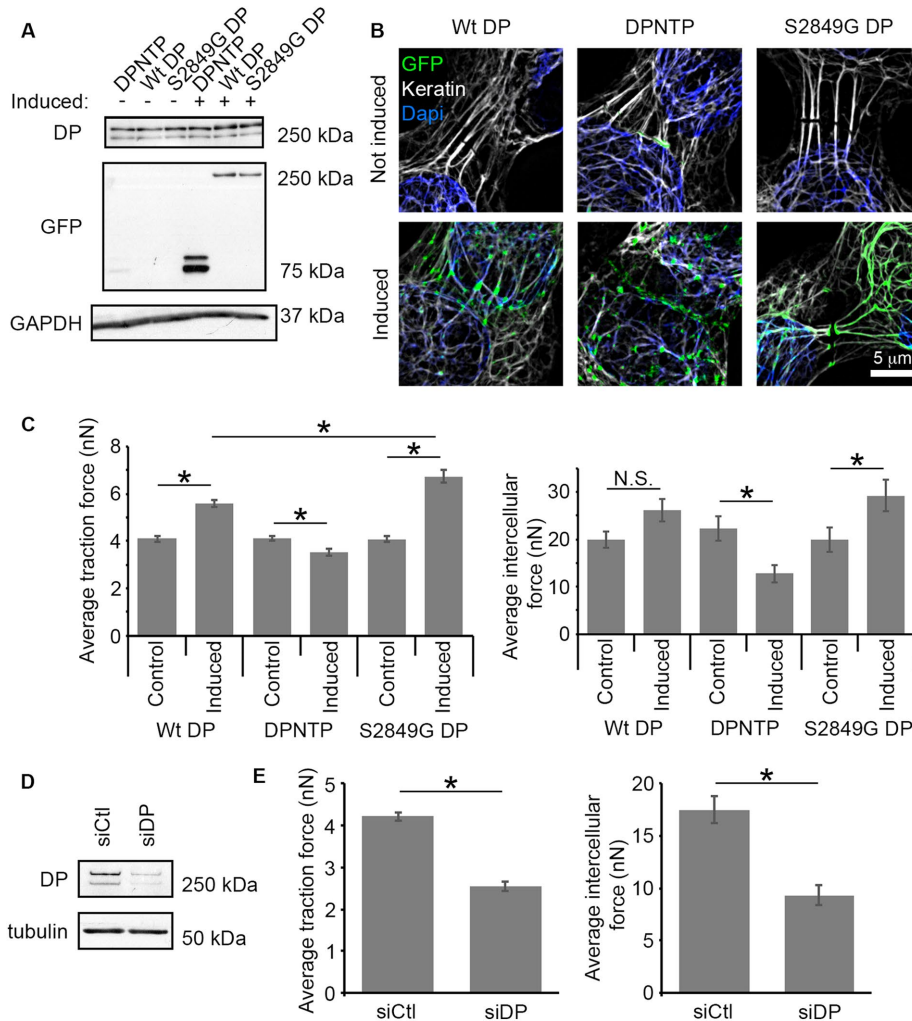 A
DPNTP
Wt DP
S2849G DP
DPNTP
Wt DP
S2849G DP
Induced: - - - + + +
DP 250 kDa
GFP 250 kDa
75 kDa
GAPDH 37 kDa
B
Wt DP DPNTP S2849G DP
Not induced
GFP
Keratin
Dapi
Induced
5 μm
C
Average traction force (nN)
8
6
4
2
0
* * * *
Control Induced Control Induced Control Induced
Wt DP DPNTP S2849G DP
Average intercellular
force (nN)
30
20
10
0
N.S. * *
Control Induced Control Induced Control Induced
Wt DP DPNTP S2849G DP
D
siCtl siDP
DP 250 kDa
tubulin 50 kDa
E
Average traction force (nN)
5
4
3
2
1
0
*
siCtl siDP
Average intercellular
force (nN)
20
15
10
5
0
*
siCtl siDP